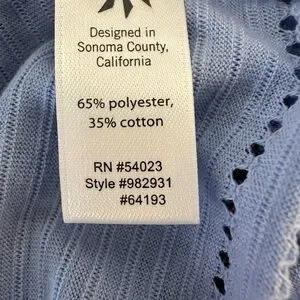 Designed in
Sonoma County,
California
65% polyester,
35% cotton
RN #54023
Style #982931
#64193